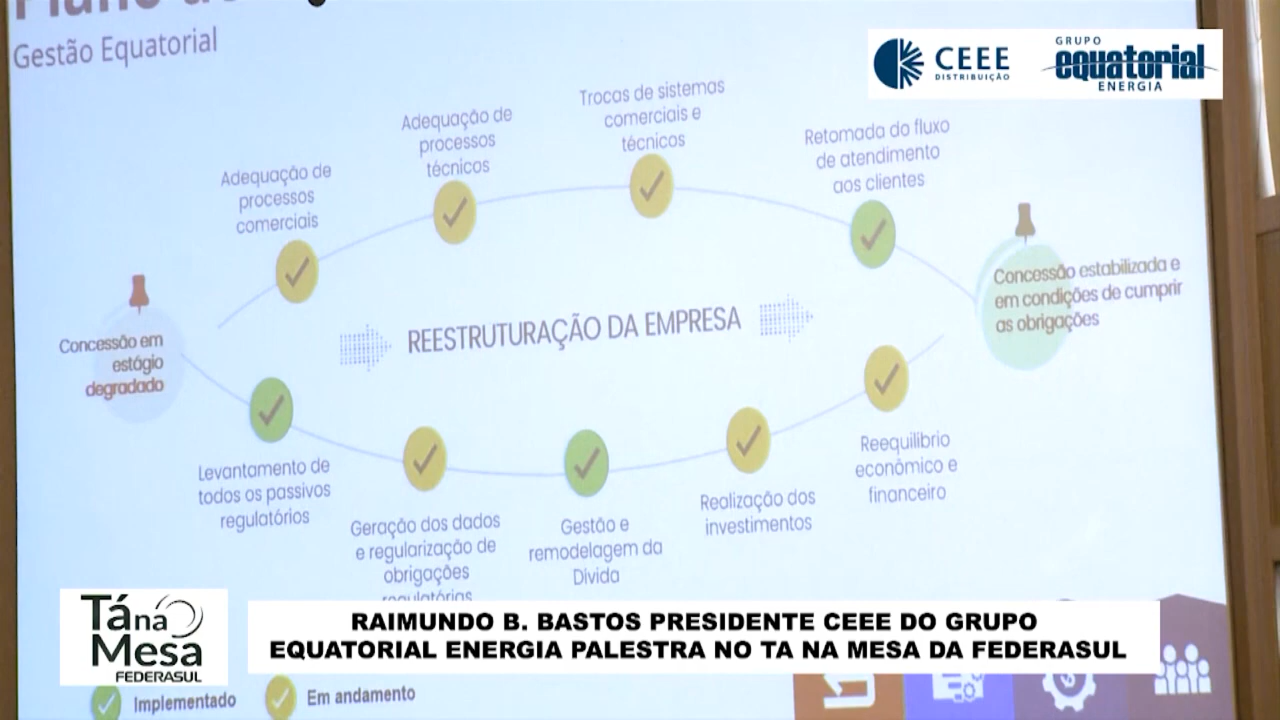 Gestão Equatorial
CEEE
DISTRIBUIÇÃO
GRUPO
equatorial
ENERGIA
Adequação de
processos
comerciais
Adequação de
processos
técnicos
Trocas de sistemas
comerciais e
técnicos
Retomada do fluxo
de atendimento
aos clientes
Concessão em
estágio
degradado
REESTRUTURAÇÃO DA EMPRESA
Concessão estabilizada e
em condições de cumprir
as obrigações
Levantamento de
todos os passivos
regulatórios
Geração dos dados
e regularização de
obrigações
regulatórias
Gestão e
remodelagem da
Dívida
Realização dos
investimentos
Reequilibrio
econômico e
financeiro
Tá na
Mesa
FEDERASUL
RAIMUNDO B. BASTOS PRESIDENTE CEEE DO GRUPO
EQUATORIAL ENERGIA PALESTRA NO TA NA MESA DA FEDERASUL
Implementado
Em andamento